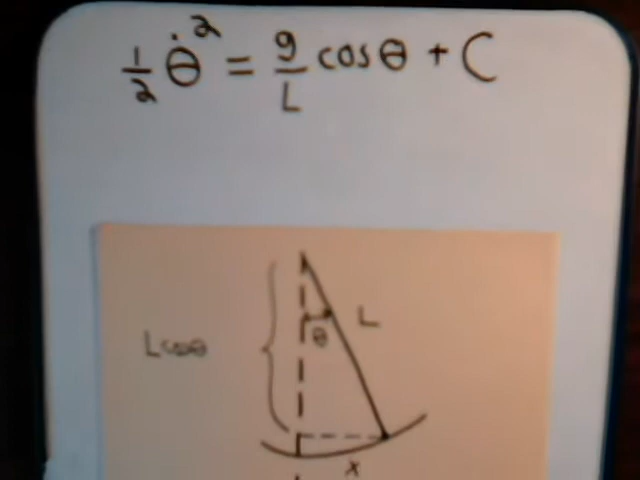 ½ θ̇² = g/L cos θ + C
L
θ
L cos θ
x